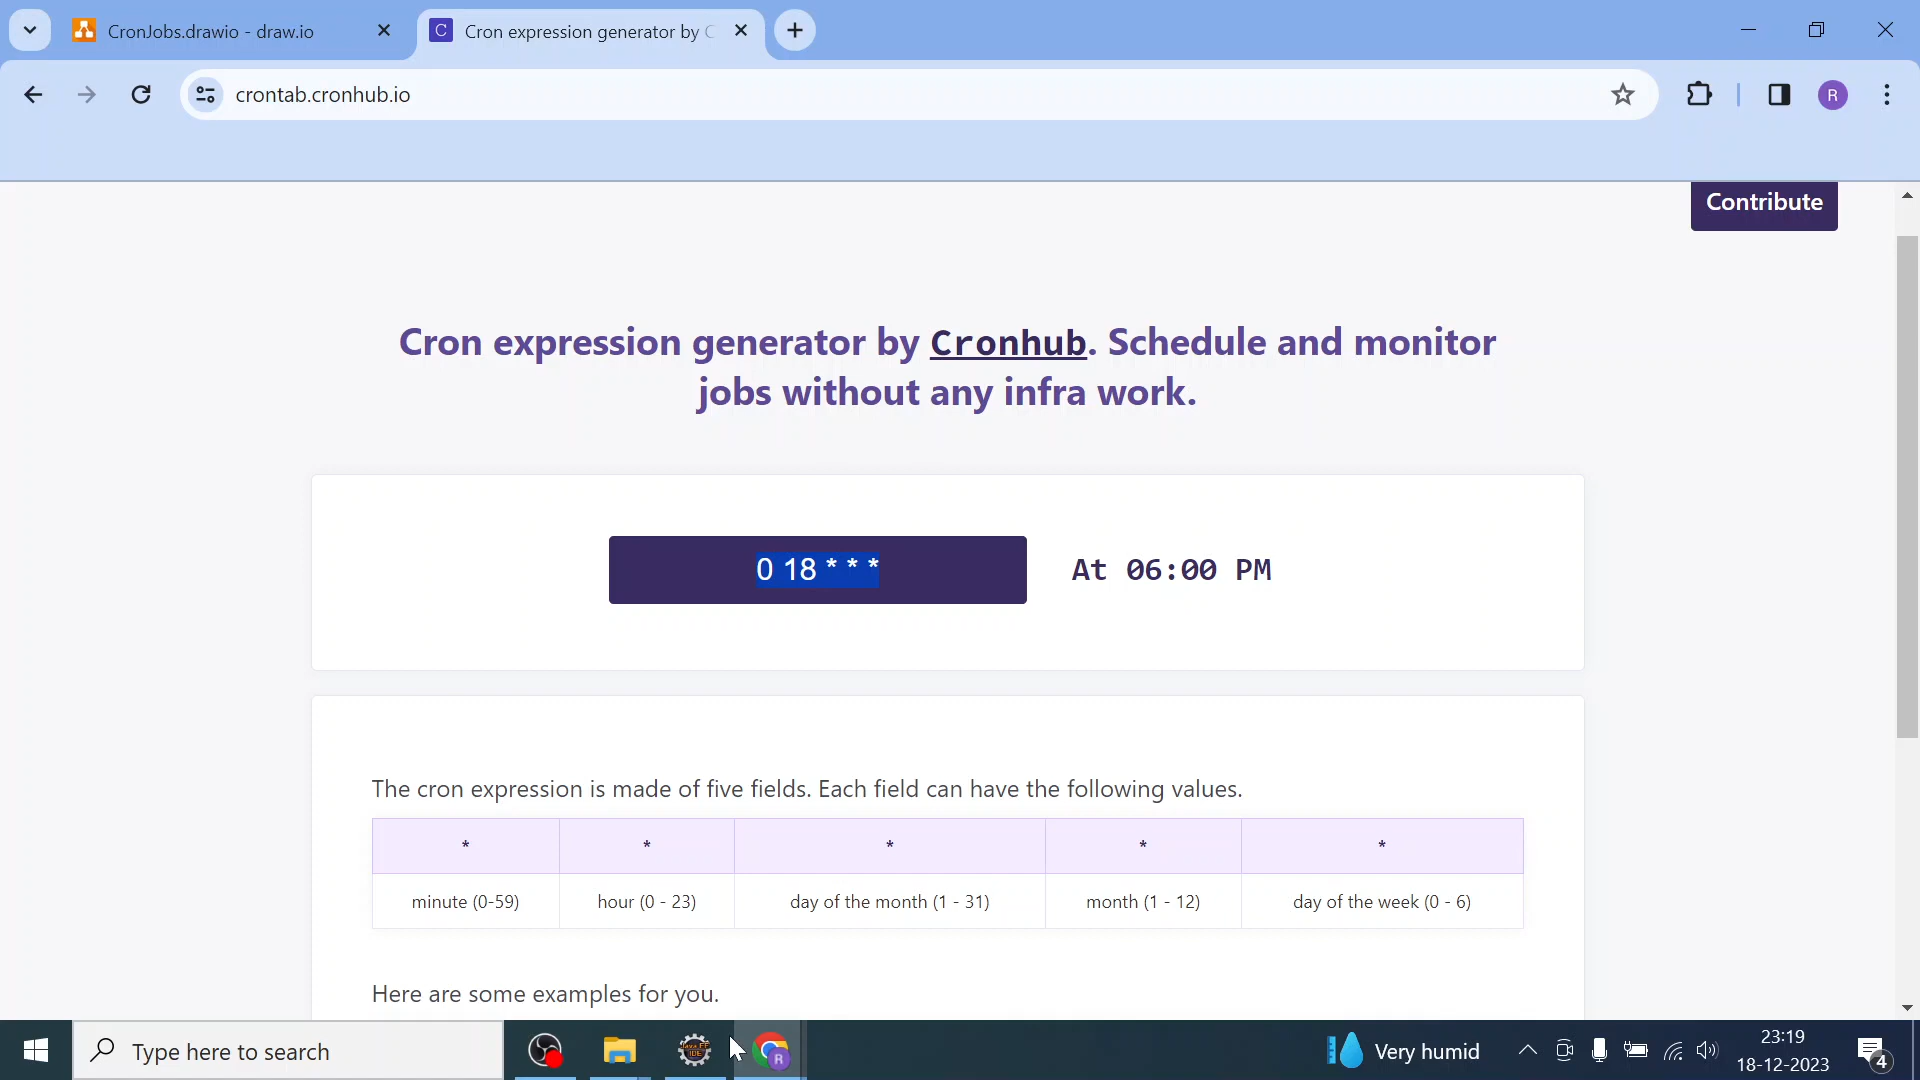 CronJobs.drawio - draw.io
C Cron expression generator by C
crontab.cronhub.io
R
Contribute
Cron expression generator by Cronhub. Schedule and monitor
jobs without any infra work.
0 18 * * * At 06:00 PM
The cron expression is made of five fields. Each field can have the following values.
* * * * *
minute (0-59) hour (0 - 23) day of the month (1 - 31) month (1 - 12) day of the week (0 - 6)
Here are some examples for you.
Type here to search
Java EE
IDE
R
Very humid
23:19
18-12-2023
4